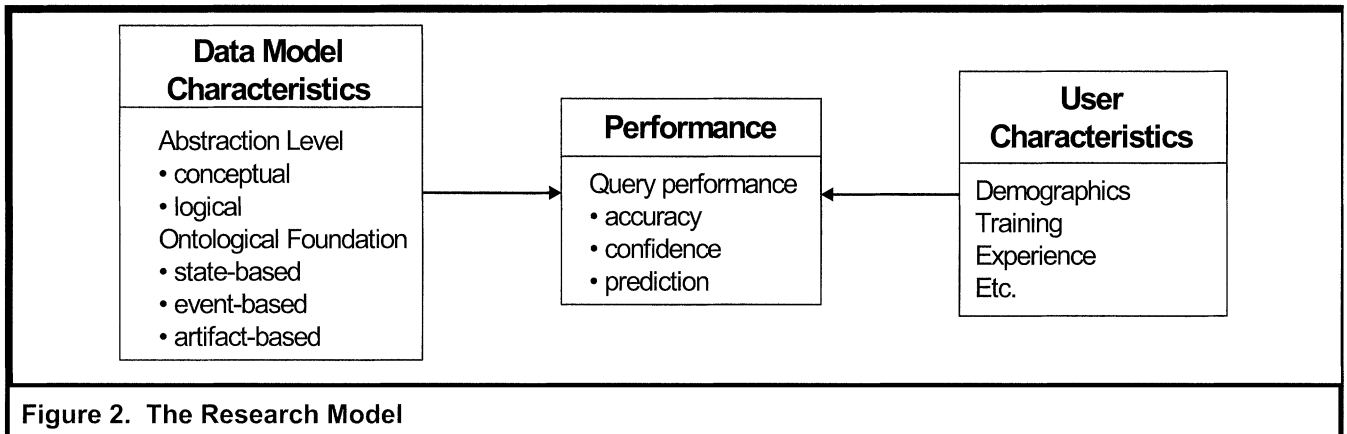 Data Model
Characteristics
Abstraction Level
• conceptual
• logical
Ontological Foundation
• state-based
• event-based
• artifact-based
Performance
Query performance
• accuracy
• confidence
• prediction
User
Characteristics
Demographics
Training
Experience
Etc.
Figure 2. The Research Model